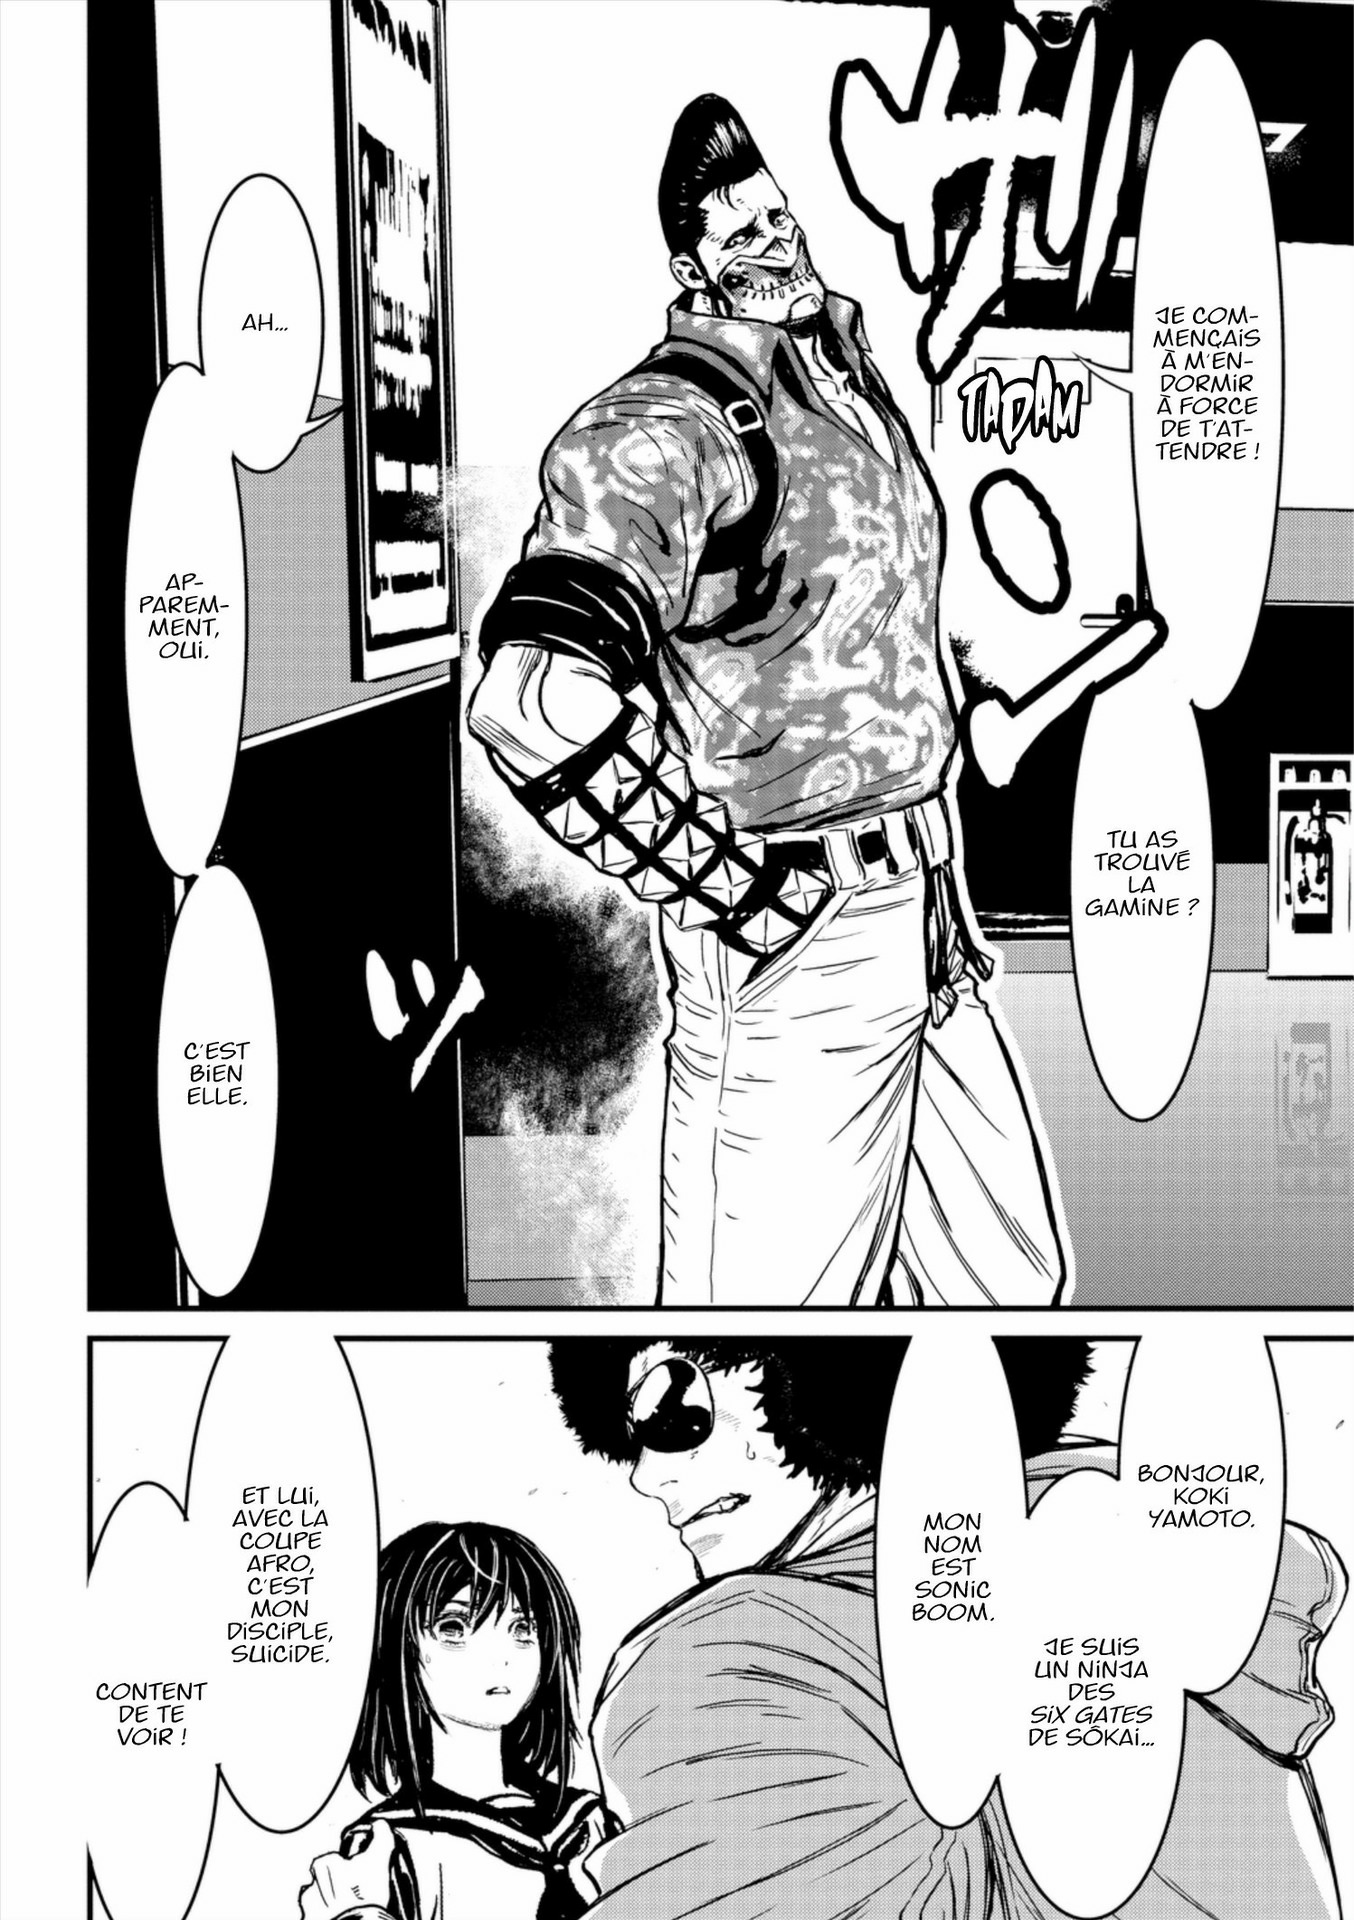 JE COM-
MENÇAIS
À M'EN-
DORMIR
À FORCE
DE T'AT-
TENDRE !
TADAM
TU AS
TROUVÉ
LA
GAMINE ?
AH...
AP-
PAREM-
MENT,
OUI.
C'EST
BIEN
ELLE.
BONJOUR,
KOKI
YAMOTO.
JE SUIS
UN NINJA
DES
SIX GATES
DE SÔKAI...
MON
NOM
EST
SONIC
BOOM.
ET LUI,
AVEC LA
COUPE
AFRO,
C'EST
MON
DISCIPLE,
SUICIDE.
CONTENT
DE TE
VOIR !